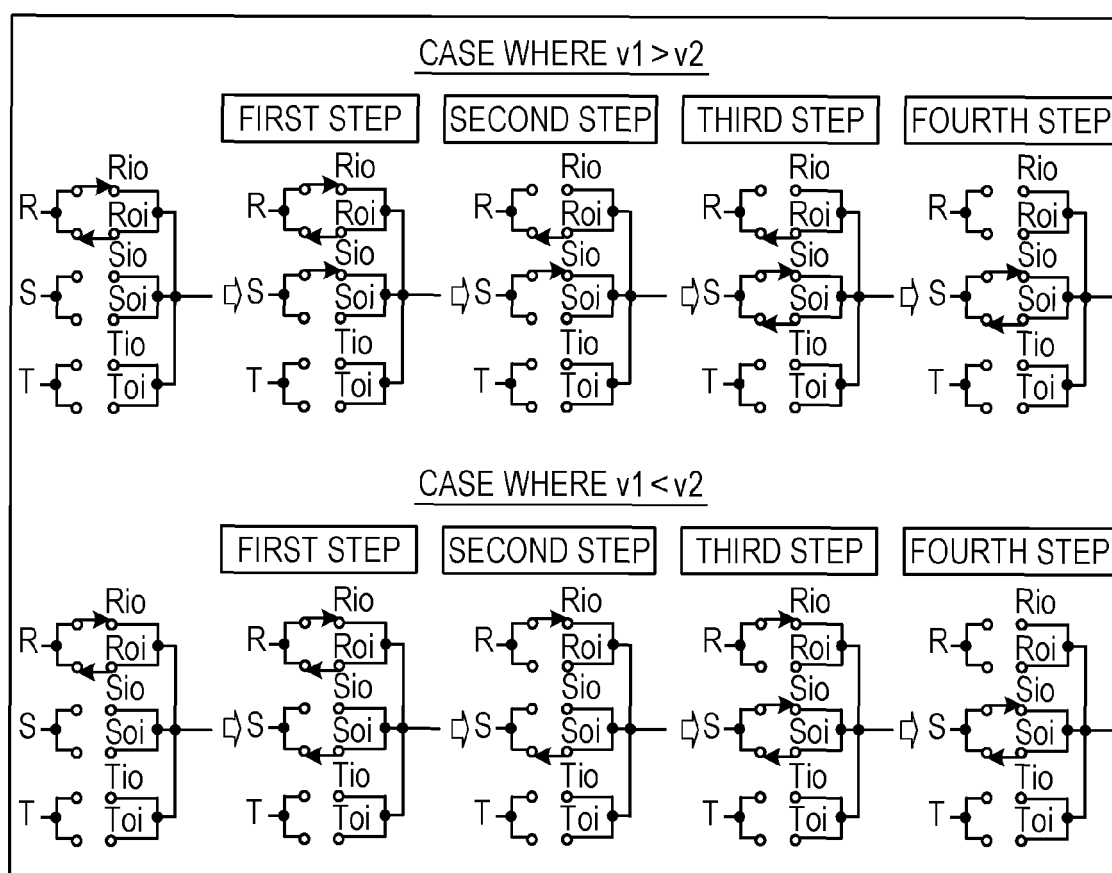 CASE WHERE v1 > v2
FIRST STEP SECOND STEP THIRD STEP FOURTH STEP
Rio Rio Rio Rio Rio
R R R R R
Roi Roi Roi Roi Roi
Sio Sio Sio Sio Sio
S S S S S
Soi Soi Soi Soi Soi
Tio Tio Tio Tio Tio
T T T T T
Toi Toi Toi Toi Toi
CASE WHERE v1 < v2
FIRST STEP SECOND STEP THIRD STEP FOURTH STEP
Rio Rio Rio Rio Rio
R R R R R
Roi Roi Roi Roi Roi
Sio Sio Sio Sio Sio
S S S S S
Soi Soi Soi Soi Soi
Tio Tio Tio Tio Tio
T T T T T
Toi Toi Toi Toi Toi